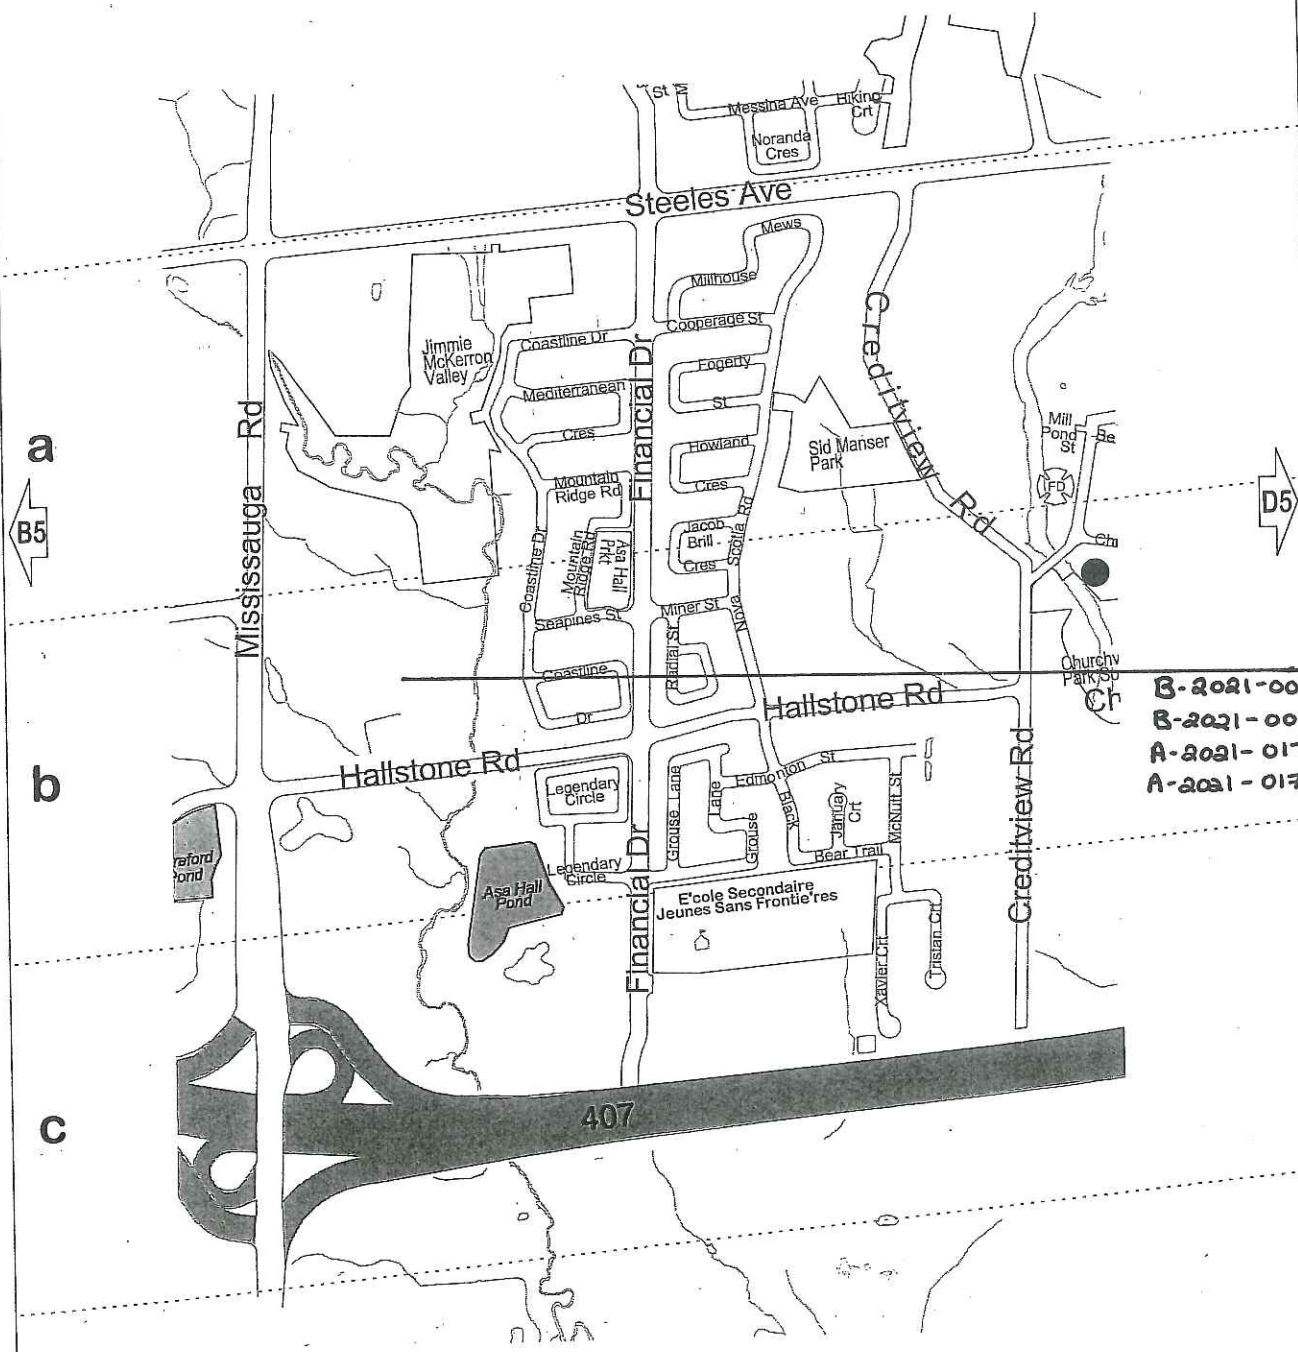 St
Messina Ave
Hiking
Crt
Noranda
Cres
Steeles Ave
Mews
Millhouse
Cooperage St
Coastline Dr
Jimmie
McKerron
Valley
Financial Dr
Creditview Rd
Fogerty
Mediterranean
St
Mississauga Rd
Mill
Pond
St
Be
a
Cres
Howland
Sid Manser
Park
Mountain
Ridge Rd
Cres
FD
B5
D5
Jacob
Brill
Cres
Nova Scotia Rd
Coastline Dr
Mountain
Ridge Rd
Asa Hall
Prkt
Miner St
Seapines St
Radial St
Coastline
Dr
Hallstone Rd
B-2021-00
B-2021-00
A-2021-017
A-2021-017
b
Hallstone Rd
Legendary
Circle
Grouse Lane
Lane
Grouse
Edmonton St
Black
January
Crt
McNutt St
Bear Trail
Creditview Rd
Pond
Asa Hall
Pond
Legendary
Circle
Financial Dr
E'cole Secondaire
Jeunes Sans Frontie'res
Xavier Crt
Tristan Crt
c
407